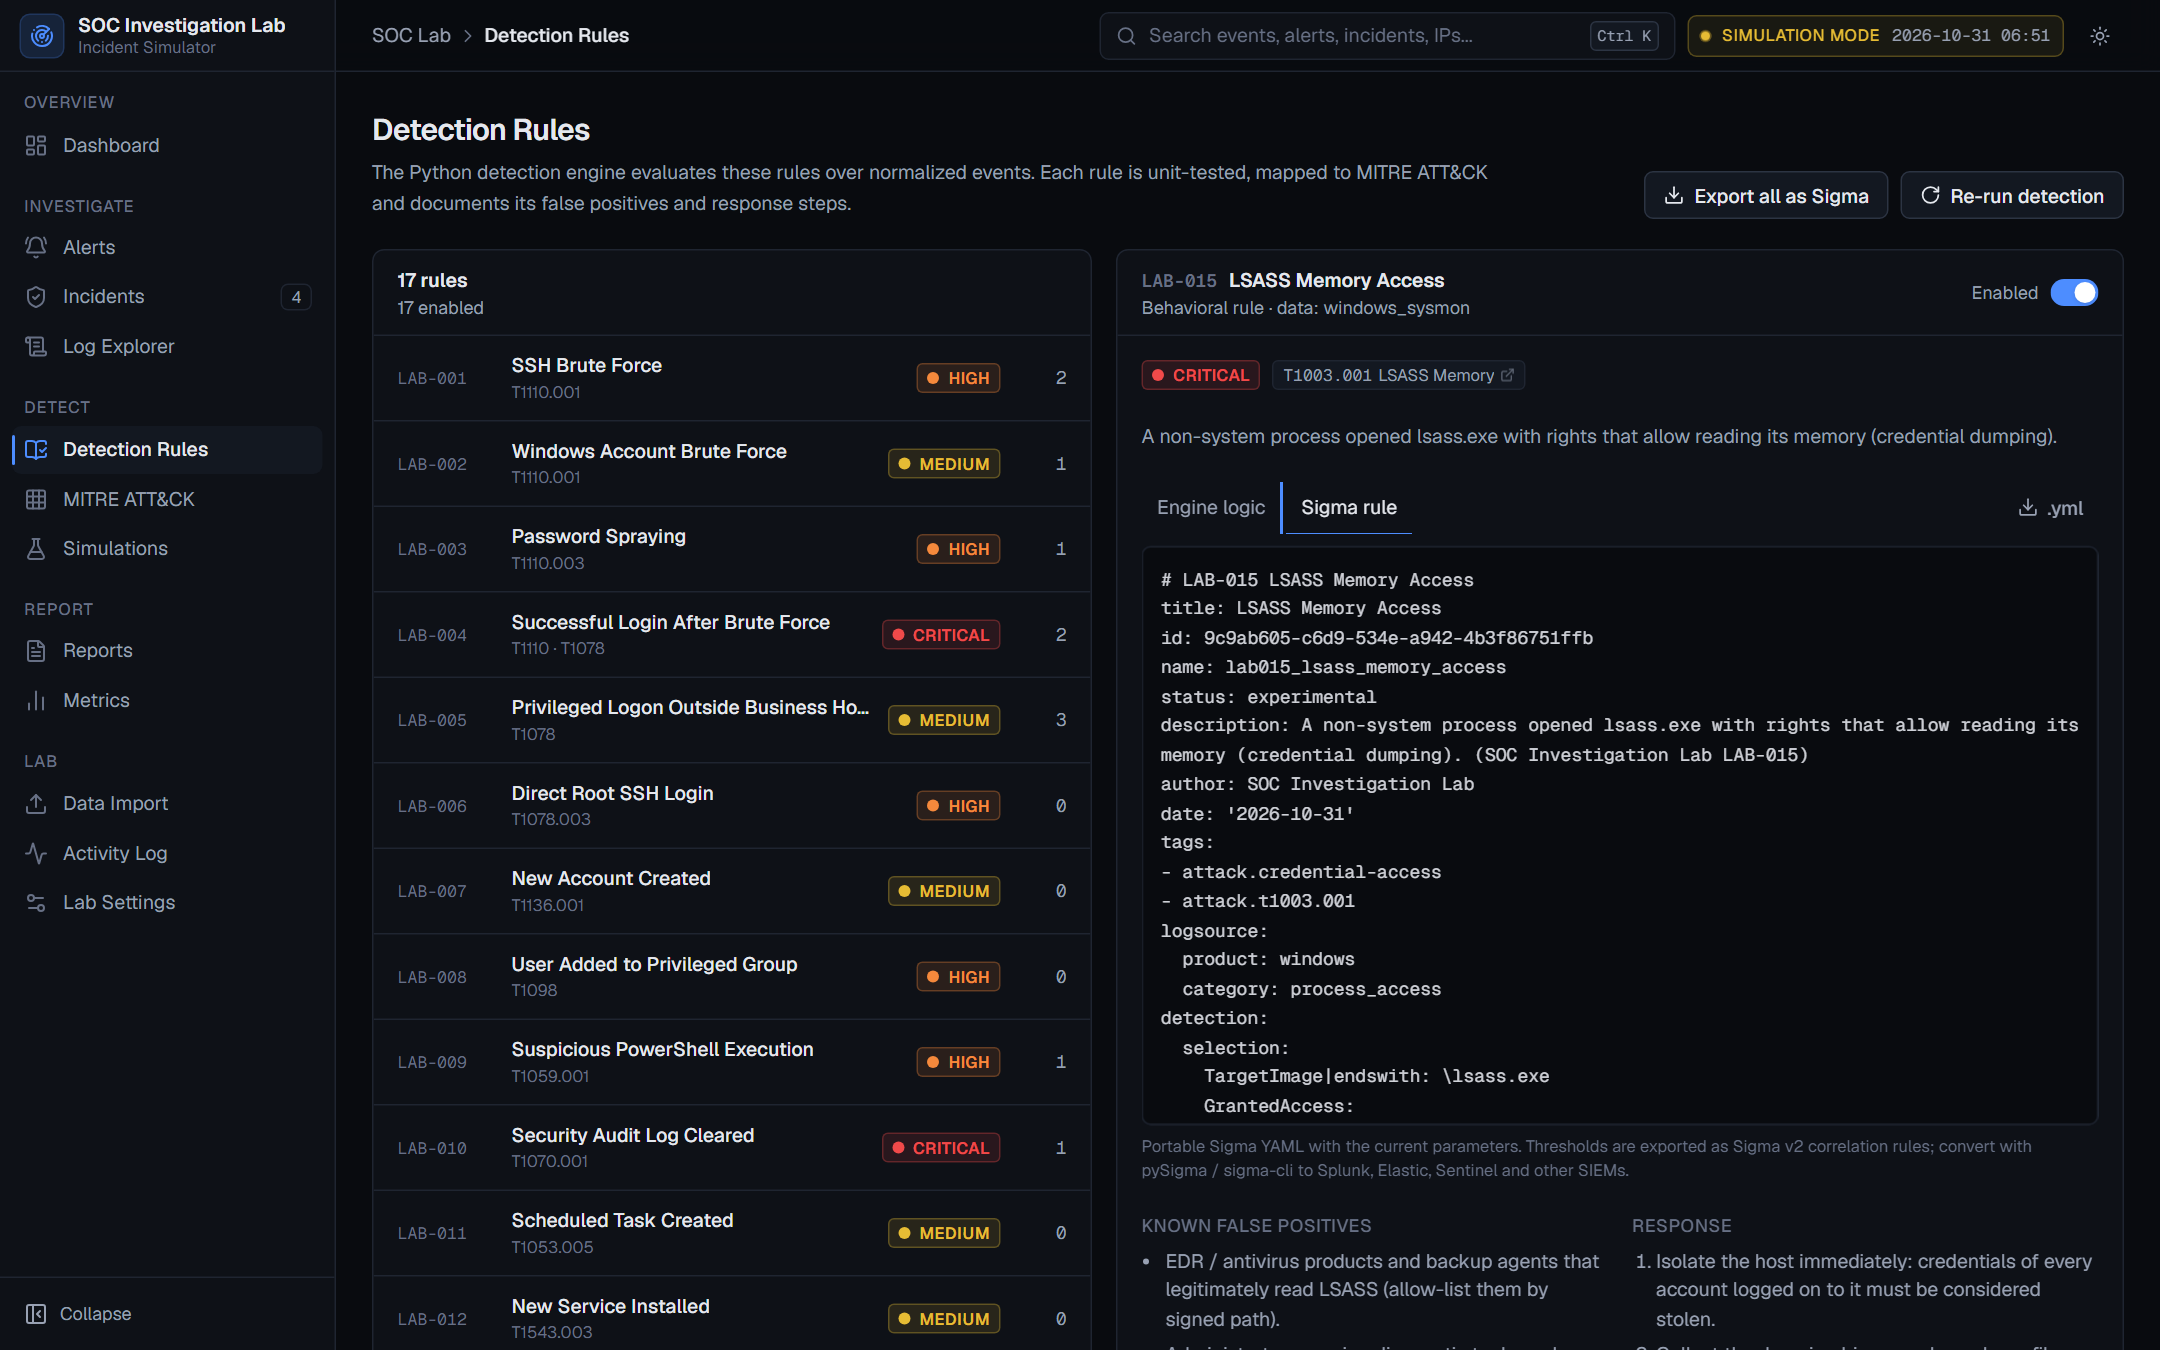 SOC Investigation Lab
Incident Simulator
SOC Lab > Detection Rules
Search events, alerts, incidents, IPs...
Ctrl K
SIMULATION MODE 2026-10-31 06:51
OVERVIEW
Dashboard
INVESTIGATE
Alerts
Incidents
4
Log Explorer
DETECT
Detection Rules
MITRE ATT&CK
Simulations
REPORT
Reports
Metrics
LAB
Data Import
Activity Log
Lab Settings
Collapse
Detection Rules
The Python detection engine evaluates these rules over normalized events. Each rule is unit-tested, mapped to MITRE ATT&CK
and documents its false positives and response steps.
Export all as Sigma
Re-run detection
17 rules
17 enabled
LAB-001
SSH Brute Force
T1110.001
HIGH
2
LAB-002
Windows Account Brute Force
T1110.001
MEDIUM
1
LAB-003
Password Spraying
T1110.003
HIGH
1
LAB-004
Successful Login After Brute Force
T1110 · T1078
CRITICAL
2
LAB-005
Privileged Logon Outside Business Ho...
T1078
MEDIUM
3
LAB-006
Direct Root SSH Login
T1078.003
HIGH
0
LAB-007
New Account Created
T1136.001
MEDIUM
0
LAB-008
User Added to Privileged Group
T1098
HIGH
0
LAB-009
Suspicious PowerShell Execution
T1059.001
HIGH
1
LAB-010
Security Audit Log Cleared
T1070.001
CRITICAL
1
LAB-011
Scheduled Task Created
T1053.005
MEDIUM
0
LAB-012
New Service Installed
T1543.003
MEDIUM
0
LAB-015 LSASS Memory Access
Behavioral rule · data: windows_sysmon
Enabled
CRITICAL
T1003.001 LSASS Memory
A non-system process opened lsass.exe with rights that allow reading its memory (credential dumping).
Engine logic
Sigma rule
.yml
# LAB-015 LSASS Memory Access
title: LSASS Memory Access
id: 9c9ab605-c6d9-534e-a942-4b3f86751ffb
name: lab015_lsass_memory_access
status: experimental
description: A non-system process opened lsass.exe with rights that allow reading its
memory (credential dumping). (SOC Investigation Lab LAB-015)
author: SOC Investigation Lab
date: '2026-10-31'
tags:
- attack.credential-access
- attack.t1003.001
logsource:
  product: windows
  category: process_access
detection:
  selection:
    TargetImage|endswith: \lsass.exe
    GrantedAccess:
Portable Sigma YAML with the current parameters. Thresholds are exported as Sigma v2 correlation rules; convert with
pySigma / sigma-cli to Splunk, Elastic, Sentinel and other SIEMs.
KNOWN FALSE POSITIVES
• EDR / antivirus products and backup agents that
legitimately read LSASS (allow-list them by
signed path).
RESPONSE
1. Isolate the host immediately: credentials of every
account logged on to it must be considered
stolen.